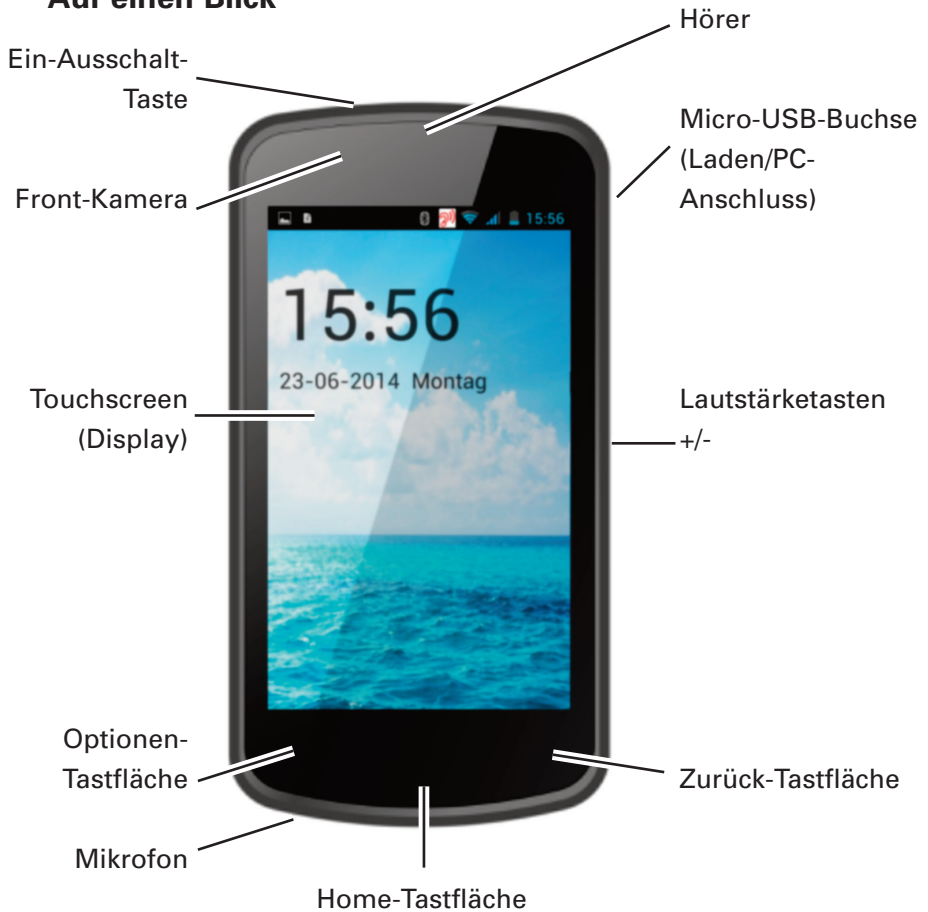 Auf einen Blick
Hörer
Ein-Ausschalt-
Taste
Micro-USB-Buchse
(Laden/PC-
Anschluss)
Front-Kamera
15:56
15:56
23-06-2014 Montag
Touchscreen
(Display)
Lautstärketasten
+/-
Optionen-
Tastfläche
Zurück-Tastfläche
Mikrofon
Home-Tastfläche